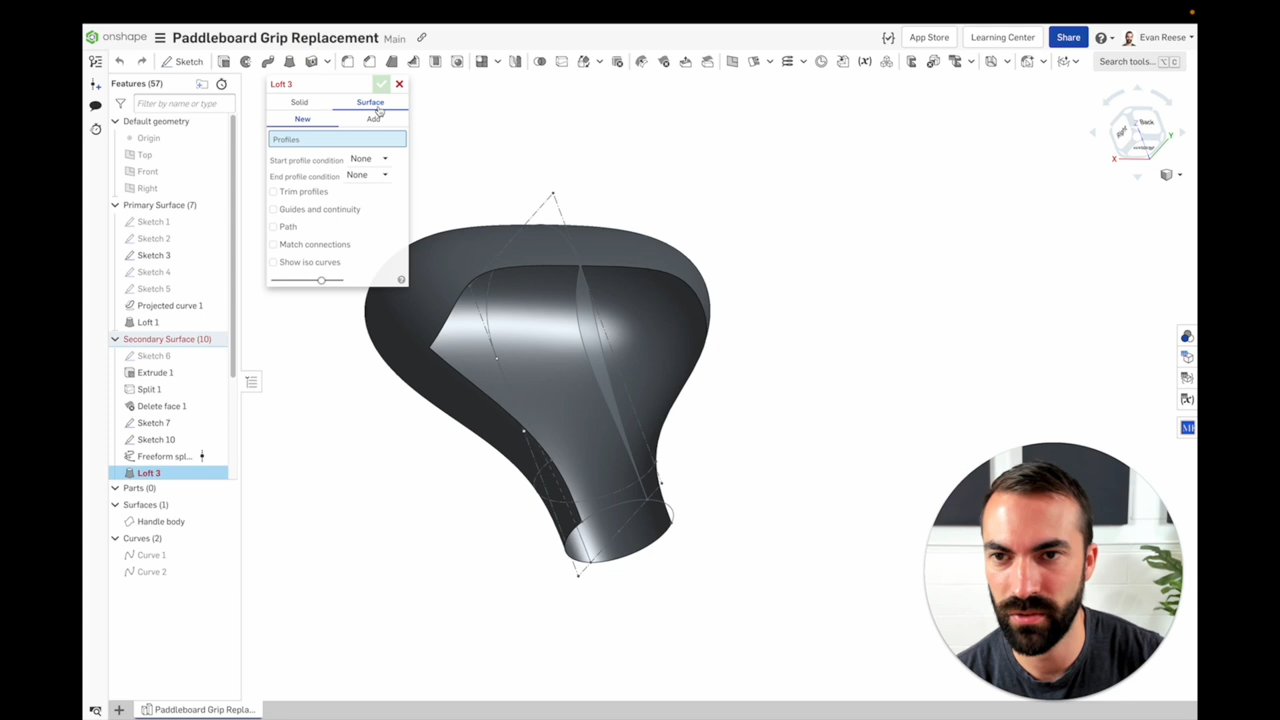 onshape Paddleboard Grip Replacement Main App Store Learning Center Share Evan Reese
Sketch Search tools...
Features (57)
Filter by name or type
Default geometry
Origin
Top
Front
Right
Primary Surface (7)
Sketch 1
Sketch 2
Sketch 3
Sketch 4
Sketch 5
Projected curve 1
Loft 1
Secondary Surface (10)
Sketch 6
Extrude 1
Split 1
Delete face 1
Sketch 7
Sketch 10
Freeform spl...
Loft 3
Parts (0)
Surfaces (1)
Handle body
Curves (2)
Curve 1
Curve 2
Loft 3
Solid Surface
New Add
Profiles
Start profile condition None
End profile condition None
Trim profiles
Guides and continuity
Path
Match connections
Show iso curves
Back
Right
Z
Y
X
Paddleboard Grip Repla...